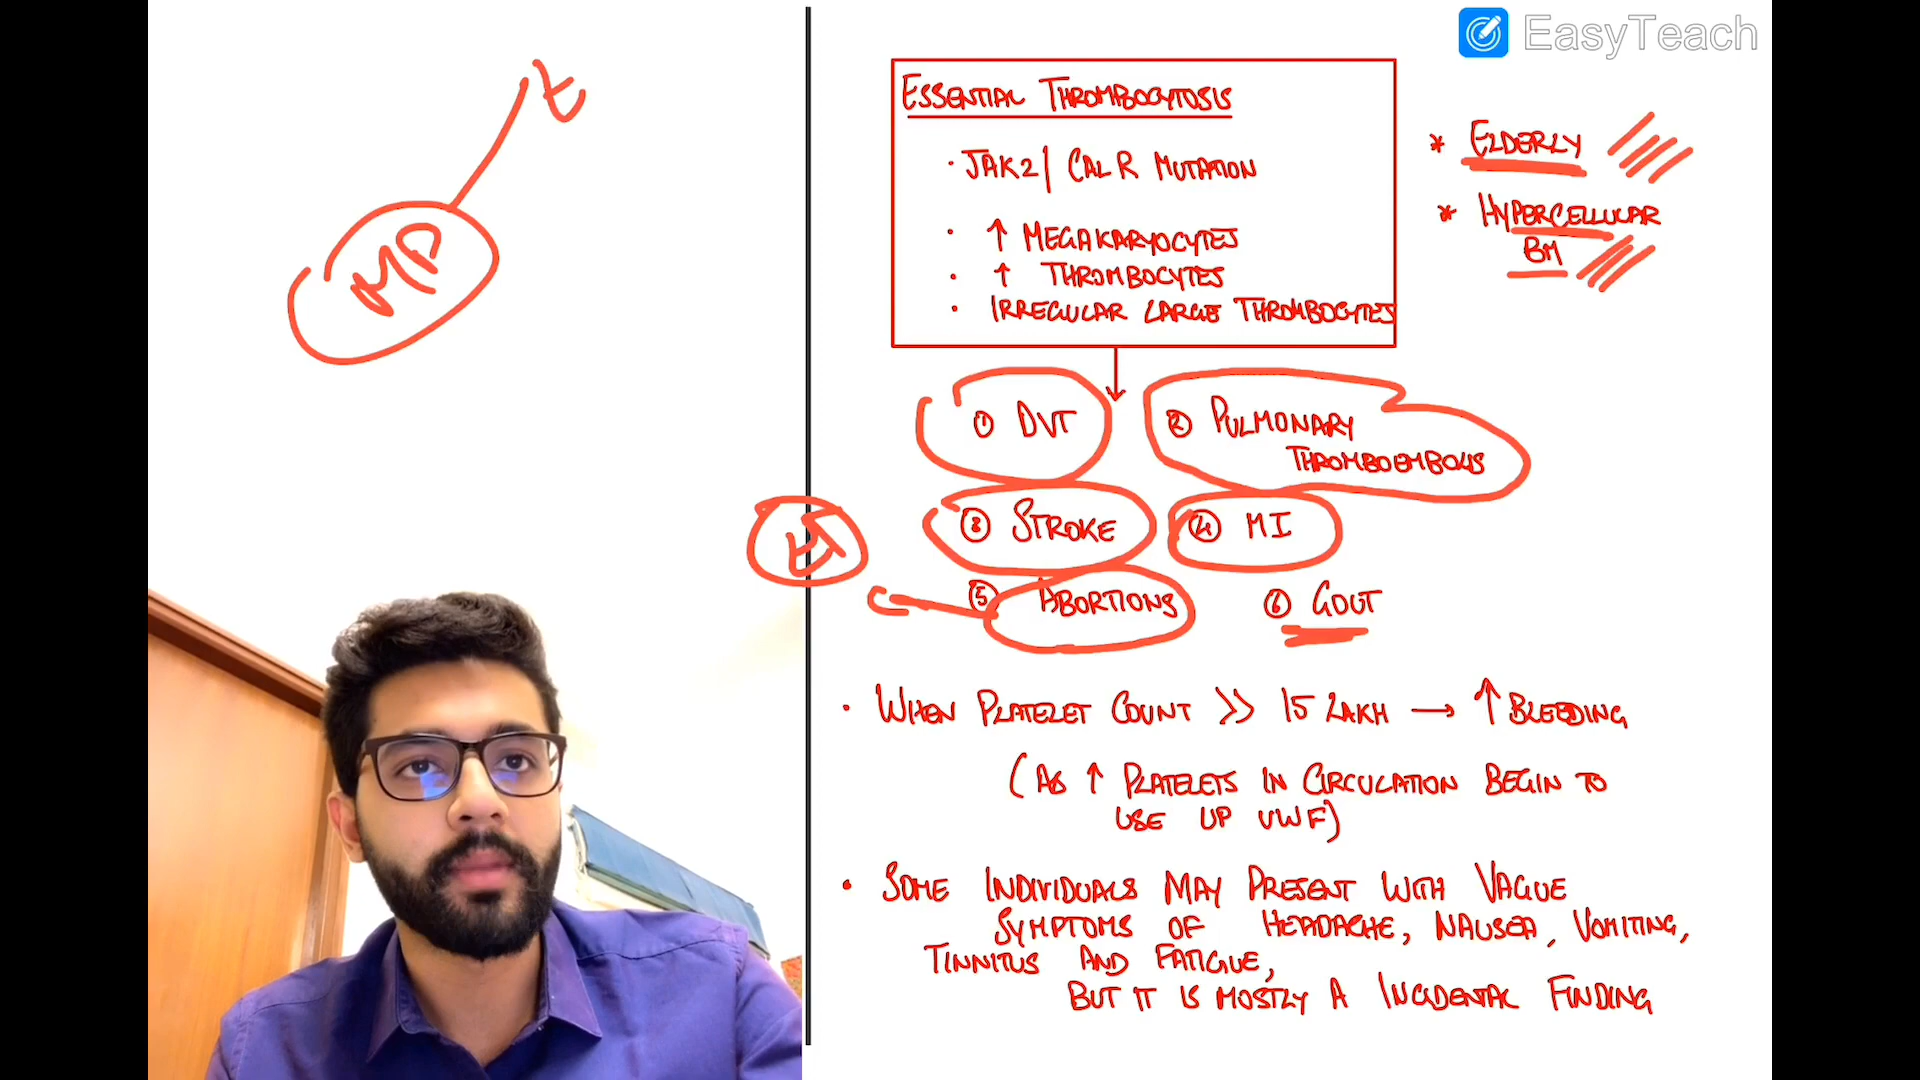 EasyTeach
ESSENTIAL THROMBOCYTOSIS
• JAK2/ CALR MUTATION
• ↑ MEGAKARYOCYTES
• ↑ THROMBOCYTES
• IRREGULAR LARGE THROMBOCYTES
* ELDERLY
* HYPERCELLULAR
BM
① DVT
② PULMONARY
THROMBOEMBOLIS
③ STROKE
④ MI
⑤ ABORTIONS
⑥ GOUT
• WHEN PLATELET COUNT >> 15 LAKH → ↑ BLEEDING
(AS ↑ PLATELETS IN CIRCULATION BEGIN TO
USE UP VWF)
• SOME INDIVIDUALS MAY PRESENT WITH VAGUE
SYMPTOMS OF HEADACHE, NAUSEA, VOMITING,
TINNITUS AND FATIGUE,
BUT IT IS MOSTLY A INCIDENTAL FINDING